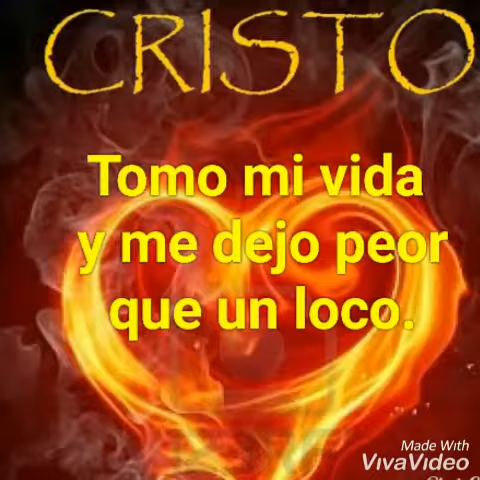 CRISTO
Tomo mi vida
y me dejo peor
que un loco.
Made With
VivaVideo